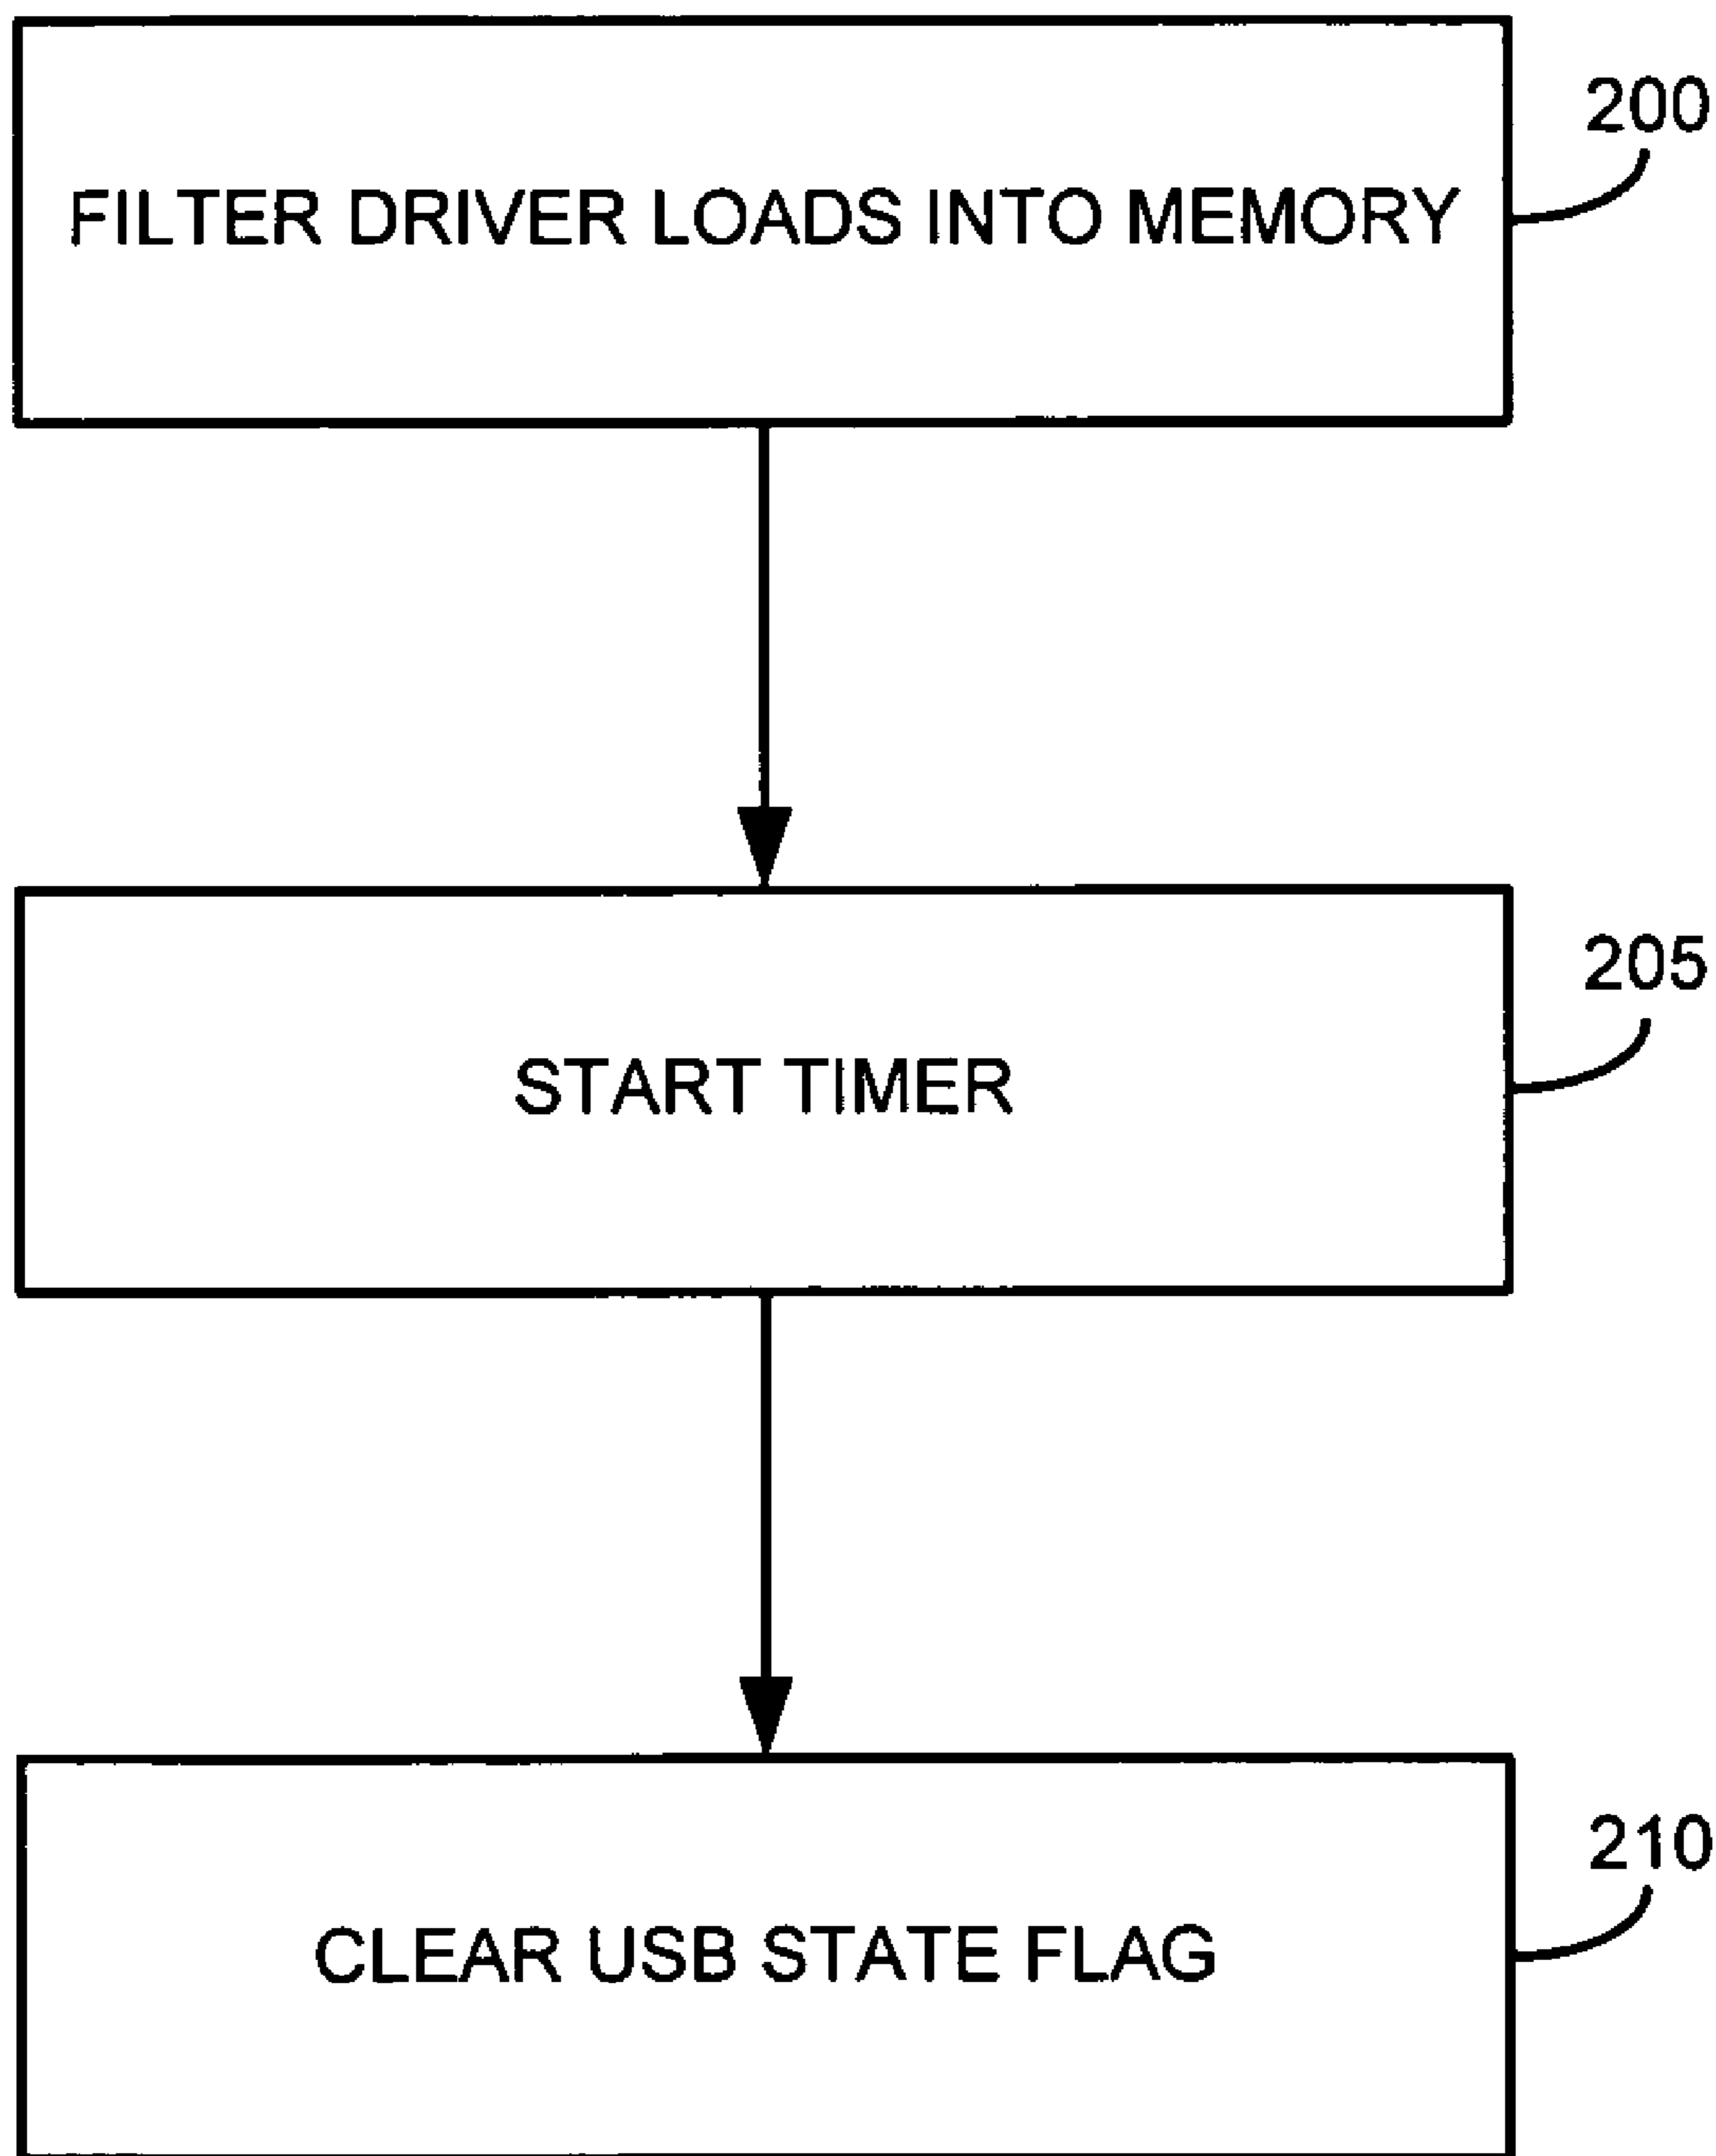 200
FILTER DRIVER LOADS INTO MEMORY
205
START TIMER
210
CLEAR USB STATE FLAG